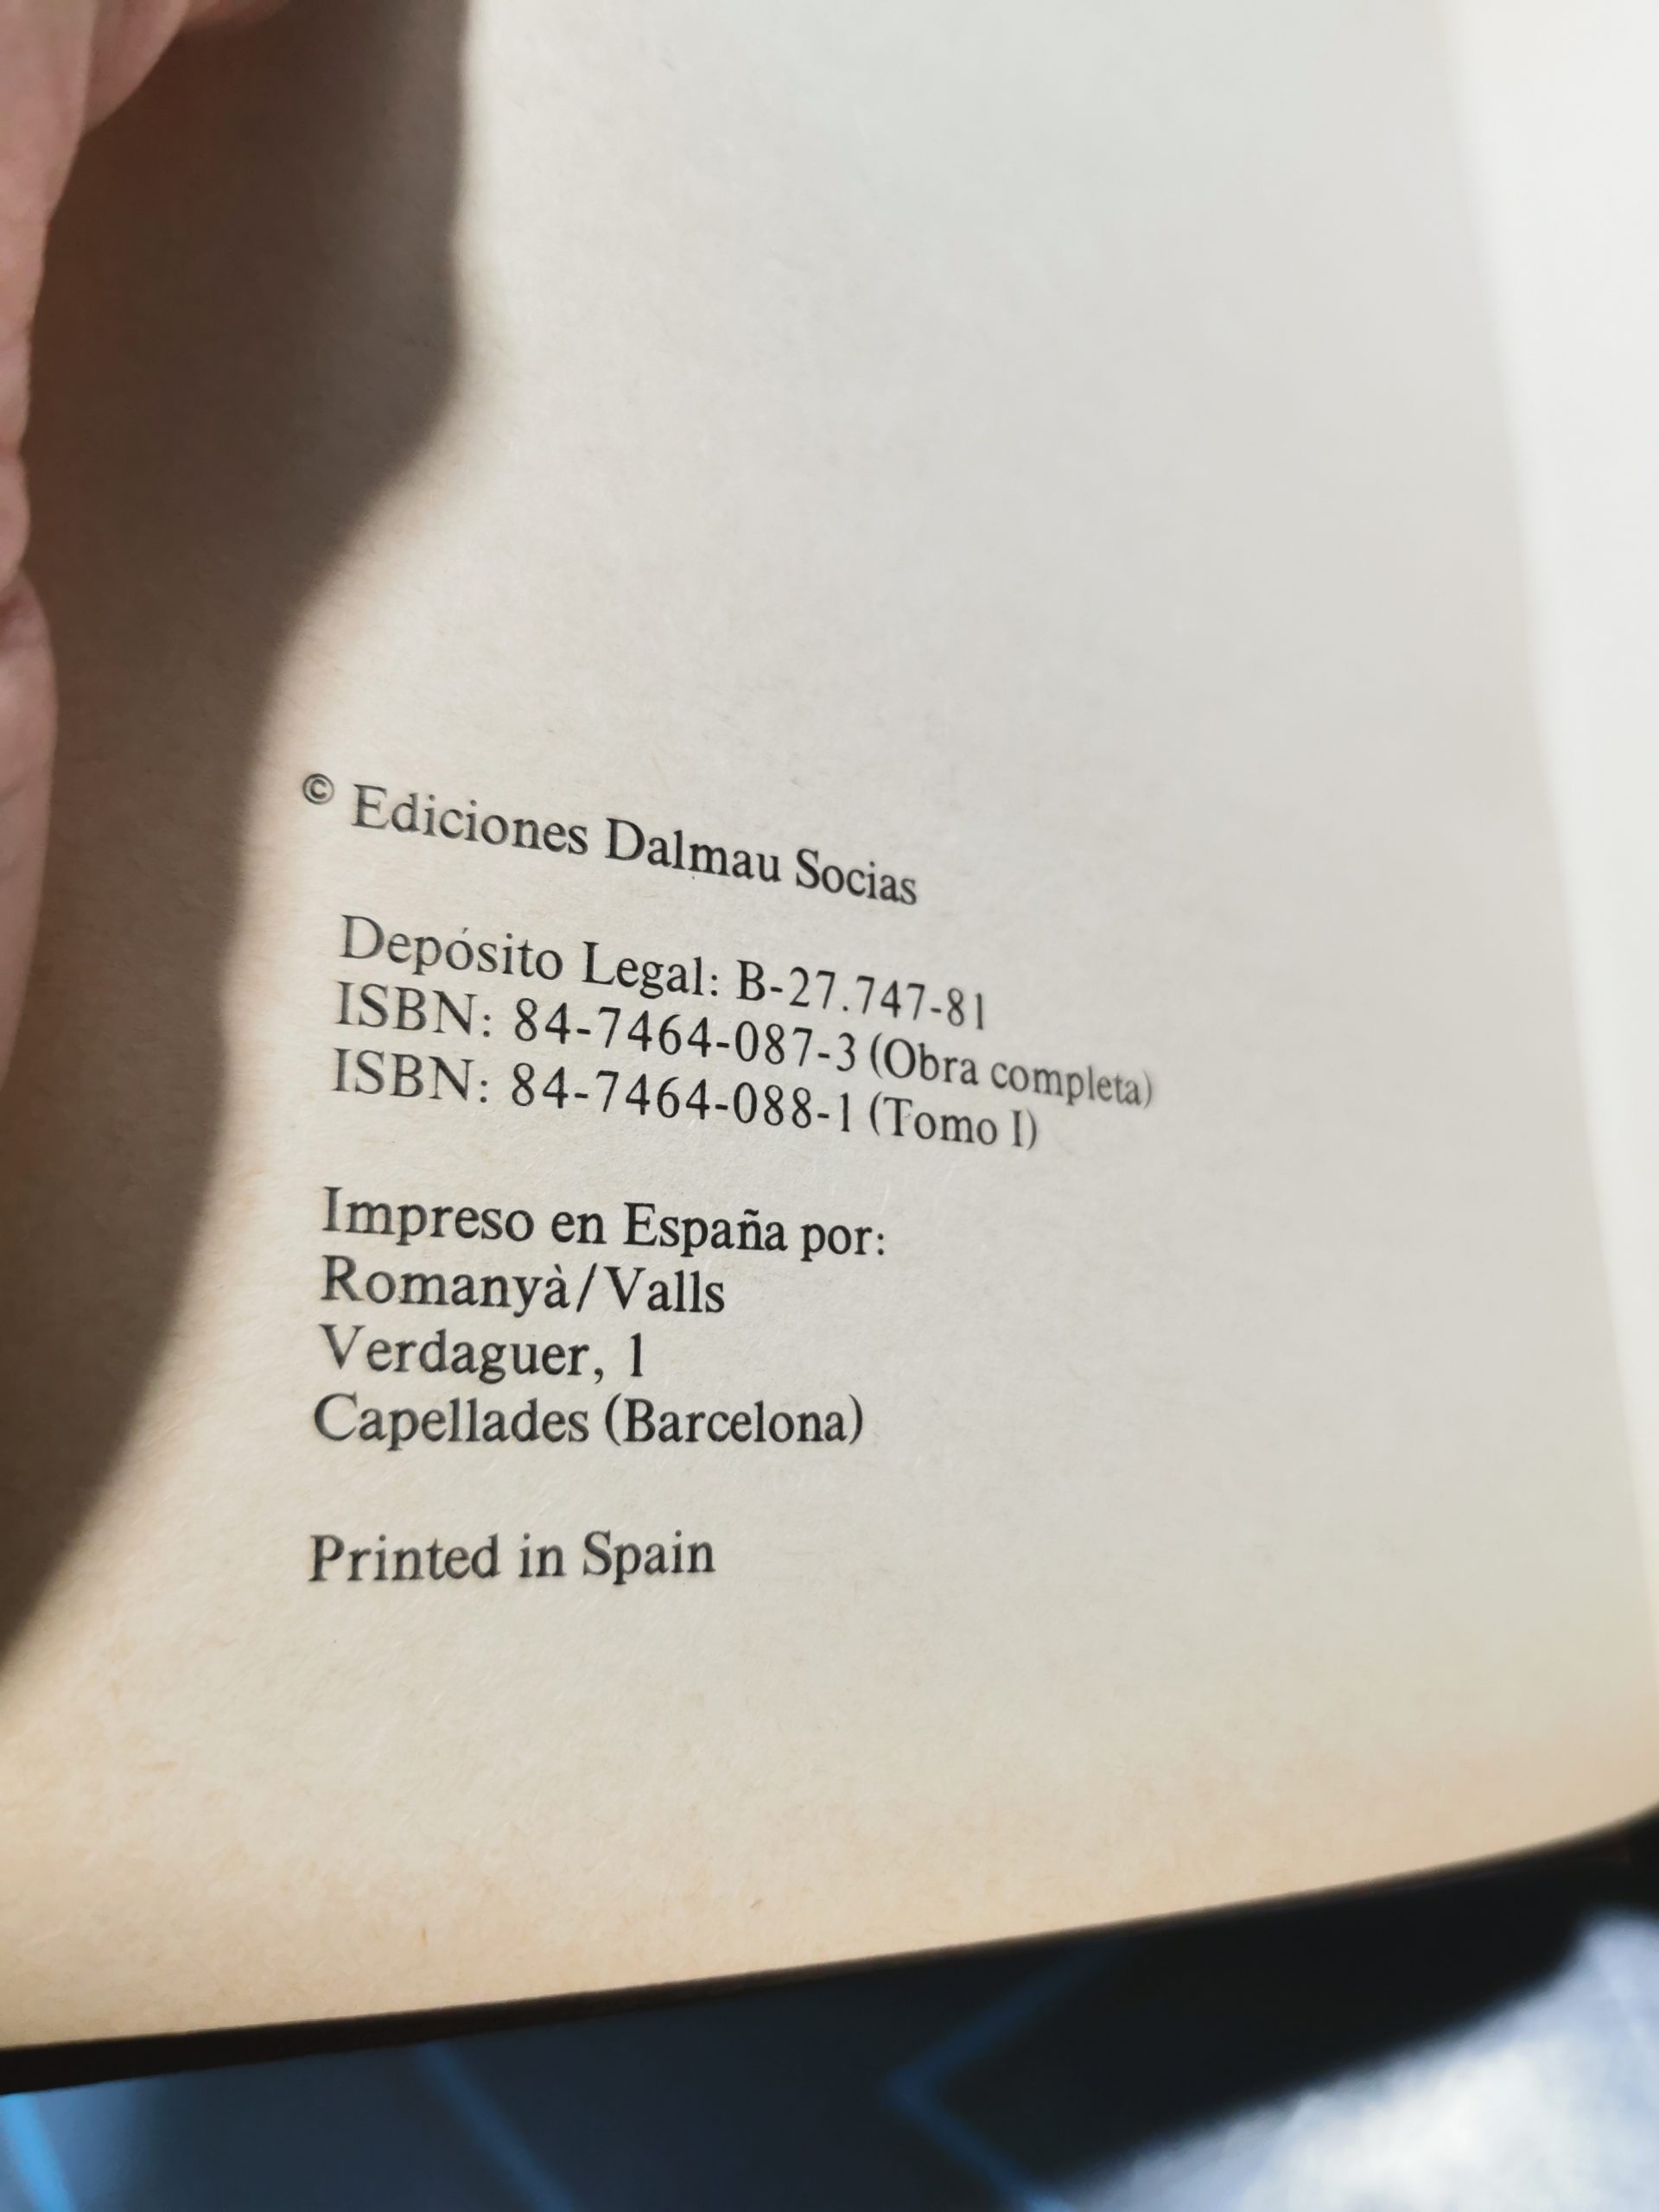 © Ediciones Dalmau Socias
Depósito Legal: B-27.747-81
ISBN: 84-7464-087-3 (Obra completa)
ISBN: 84-7464-088-1 (Tomo I)
Impreso en España por:
Romanyà/Valls
Verdaguer, 1
Capellades (Barcelona)
Printed in Spain